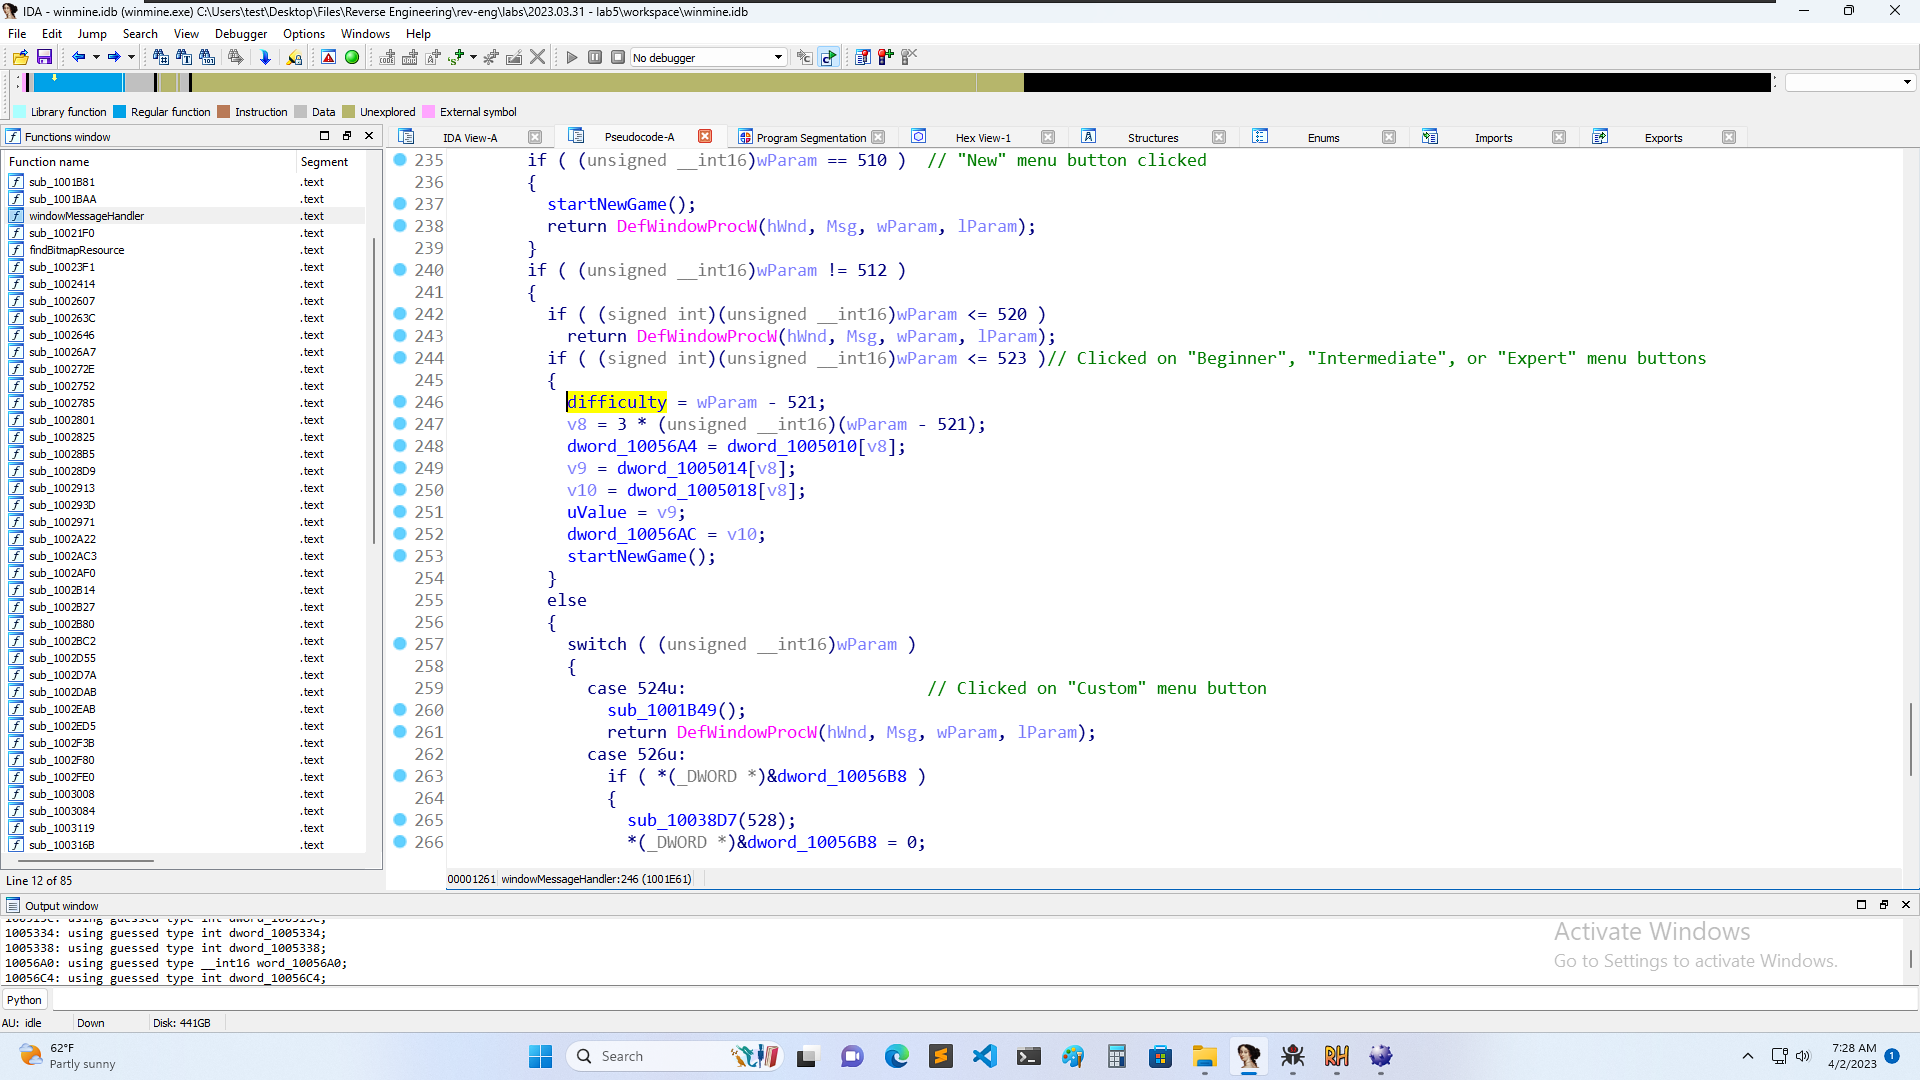 IDA - winmine.idb (winmine.exe) C:\Users\test\Desktop\Files\Reverse Engineering\rev-eng\labs\2023.03.31 - lab5\workspace\winmine.idb
File Edit Jump Search View Debugger Options Windows Help
No debugger
Library function Regular function Instruction Data Unexplored External symbol
Functions window
IDA View-A Pseudocode-A Program Segmentation Hex View-1 Structures Enums Imports Exports
Function name Segment
sub_1001B81 .text
sub_1001BAA .text
windowMessageHandler .text
sub_10021F0 .text
findBitmapResource .text
sub_10023F1 .text
sub_1002414 .text
sub_1002607 .text
sub_100263C .text
sub_1002646 .text
sub_10026A7 .text
sub_100272E .text
sub_1002752 .text
sub_1002785 .text
sub_1002801 .text
sub_1002825 .text
sub_10028B5 .text
sub_10028D9 .text
sub_1002913 .text
sub_100293D .text
sub_1002971 .text
sub_1002A22 .text
sub_1002AC3 .text
sub_1002AF0 .text
sub_1002B14 .text
sub_1002B27 .text
sub_1002B80 .text
sub_1002BC2 .text
sub_1002D55 .text
sub_1002D7A .text
sub_1002DAB .text
sub_1002EAB .text
sub_1002ED5 .text
sub_1002F3B .text
sub_1002F80 .text
sub_1002FE0 .text
sub_1003008 .text
sub_1003084 .text
sub_1003119 .text
sub_100316B .text
Line 12 of 85
235 if ( (unsigned __int16)wParam == 510 ) // "New" menu button clicked
236 {
237 startNewGame();
238 return DefWindowProcW(hWnd, Msg, wParam, lParam);
239 }
240 if ( (unsigned __int16)wParam != 512 )
241 {
242 if ( (signed int)(unsigned __int16)wParam <= 520 )
243 return DefWindowProcW(hWnd, Msg, wParam, lParam);
244 if ( (signed int)(unsigned __int16)wParam <= 523 )// Clicked on "Beginner", "Intermediate", or "Expert" menu buttons
245 {
246 difficulty = wParam - 521;
247 v8 = 3 * (unsigned __int16)(wParam - 521);
248 dword_10056A4 = dword_1005010[v8];
249 v9 = dword_1005014[v8];
250 v10 = dword_1005018[v8];
251 uValue = v9;
252 dword_10056AC = v10;
253 startNewGame();
254 }
255 else
256 {
257 switch ( (unsigned __int16)wParam )
258 {
259 case 524u: // Clicked on "Custom" menu button
260 sub_1001B49();
261 return DefWindowProcW(hWnd, Msg, wParam, lParam);
262 case 526u:
263 if ( *(_DWORD *)&dword_10056B8 )
264 {
265 sub_10038D7(528);
266 *(_DWORD *)&dword_10056B8 = 0;
00001261 windowMessageHandler:246 (1001E61)
Output window
1005334: using guessed type int dword_1005334;
1005338: using guessed type int dword_1005338;
10056A0: using guessed type __int16 word_10056A0;
10056C4: using guessed type int dword_10056C4;
Activate Windows
Go to Settings to activate Windows.
Python
AU: idle Down Disk: 441GB
62°F
Partly sunny
Search
RH
7:28 AM
4/2/2023
1